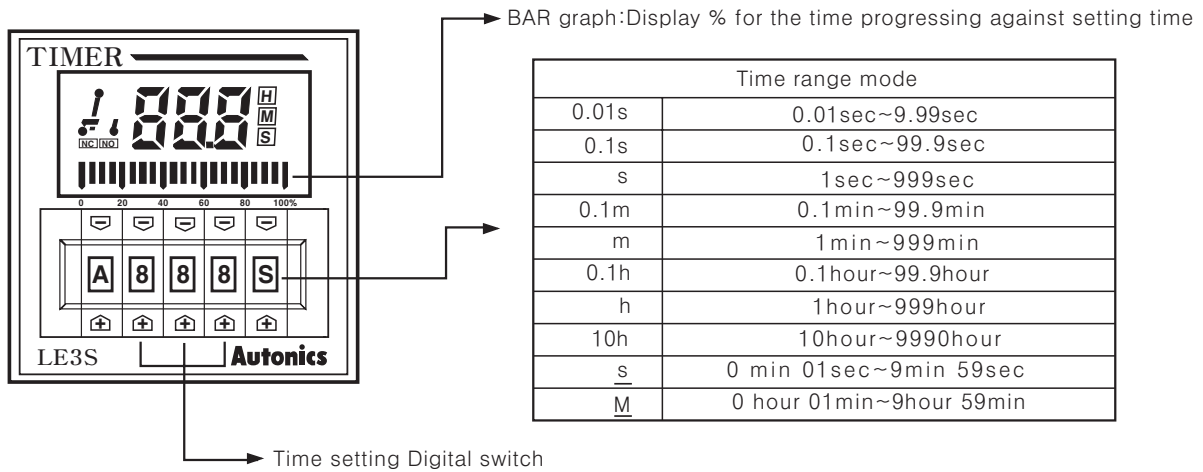 BAR graph:Display % for the time progressing against setting time
TIMER
88.8
H
M
S
NC NO
0 20 40 60 80 100%
A 8 8 8 S
LE3S Autonics
Time range mode
0.01s 0.01sec~9.99sec
0.1s 0.1sec~99.9sec
s 1sec~999sec
0.1m 0.1min~99.9min
m 1min~999min
0.1h 0.1hour~99.9hour
h 1hour~999hour
10h 10hour~9990hour
s 0 min 01sec~9min 59sec
M 0 hour 01min~9hour 59min
Time setting Digital switch